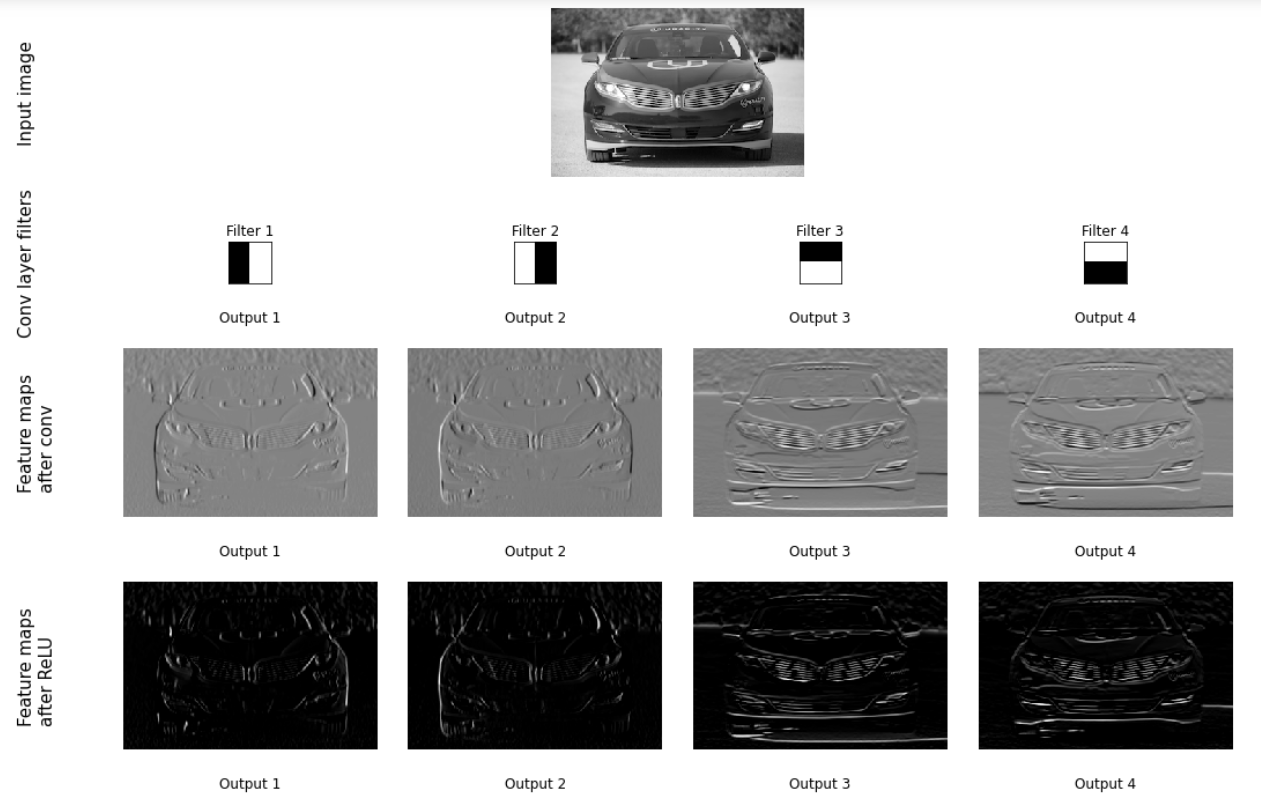 Input image
Conv layer filters
Filter 1
Filter 2
Filter 3
Filter 4
Output 1
Output 2
Output 3
Output 4
Feature maps
after conv
Output 1
Output 2
Output 3
Output 4
Feature maps
after ReLU
Output 1
Output 2
Output 3
Output 4